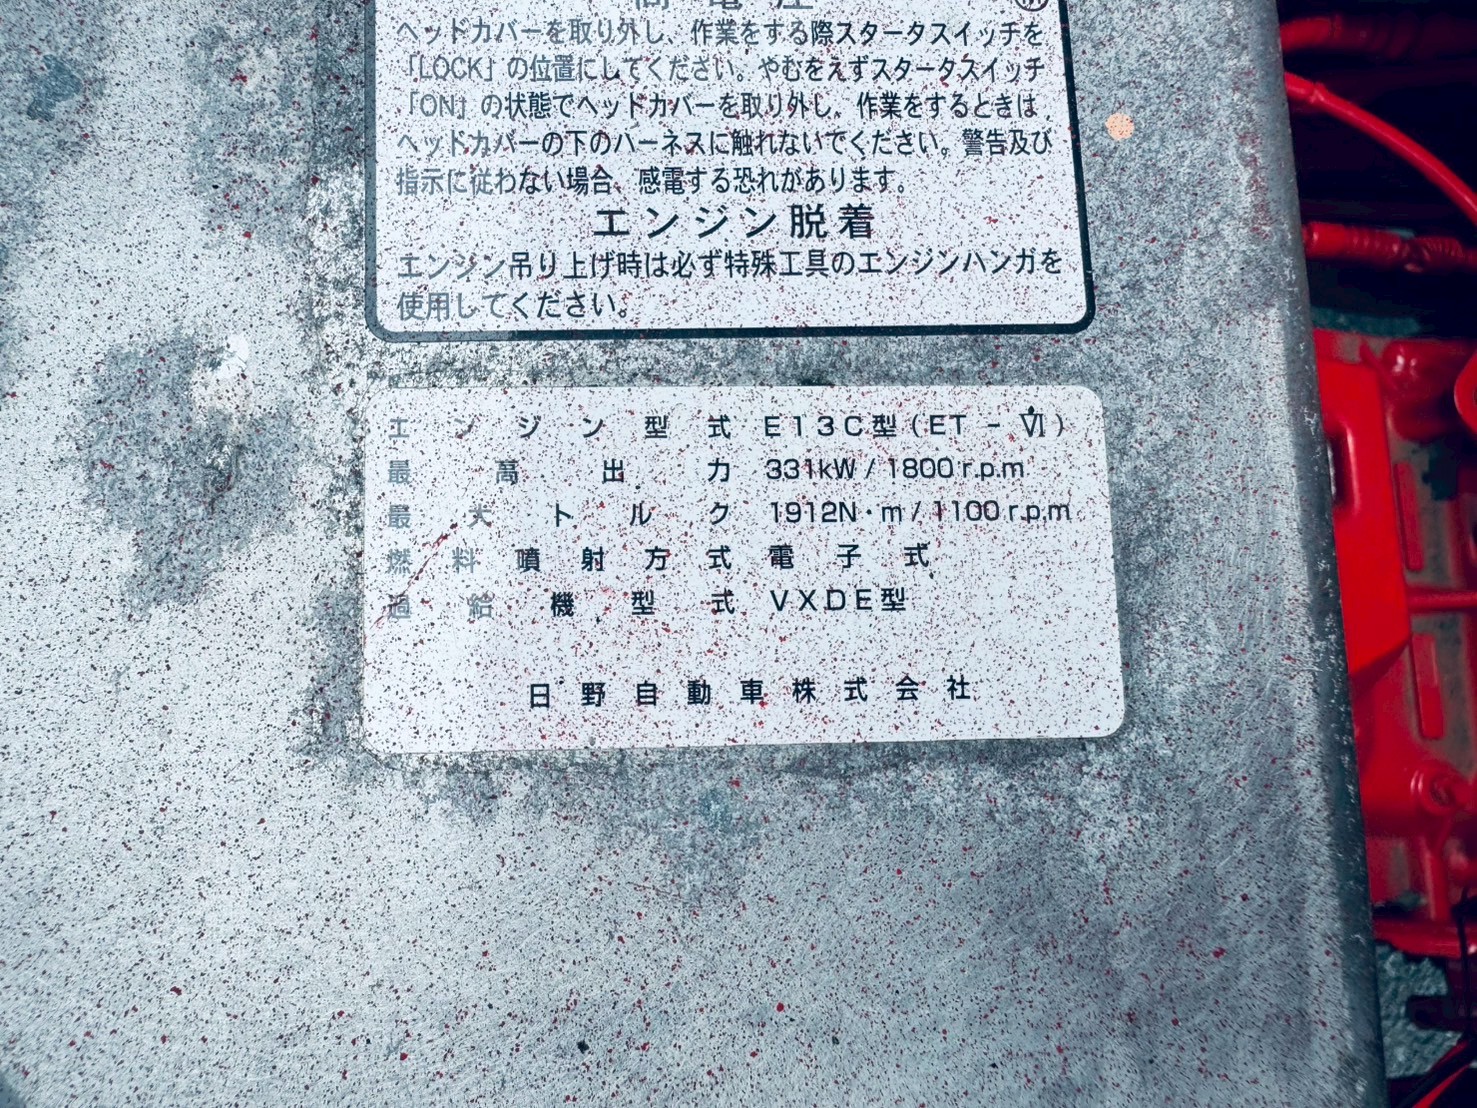 高電圧
ヘッドカバーを取り外し、作業をする際スタータスイッチを
「LOCK」の位置にしてください。やむをえずスタータスイッチ
「ON」の状態でヘッドカバーを取り外し、作業をするときは
ヘッドカバーの下のハーネスに触れないでください。警告及び
指示に従わない場合、感電する恐れがあります。
エンジン脱着
エンジン吊り上げ時は必ず特殊工具のエンジンハンガを
使用してください。
エンジン型式 E13C型(ET-Ⅵ)
最高出力 331kW/1800r.p.m
最大トルク 1912N·m/1100r.p.m
燃料噴射方式 電子式
過給機型式 VXDE型
日野自動車株式会社